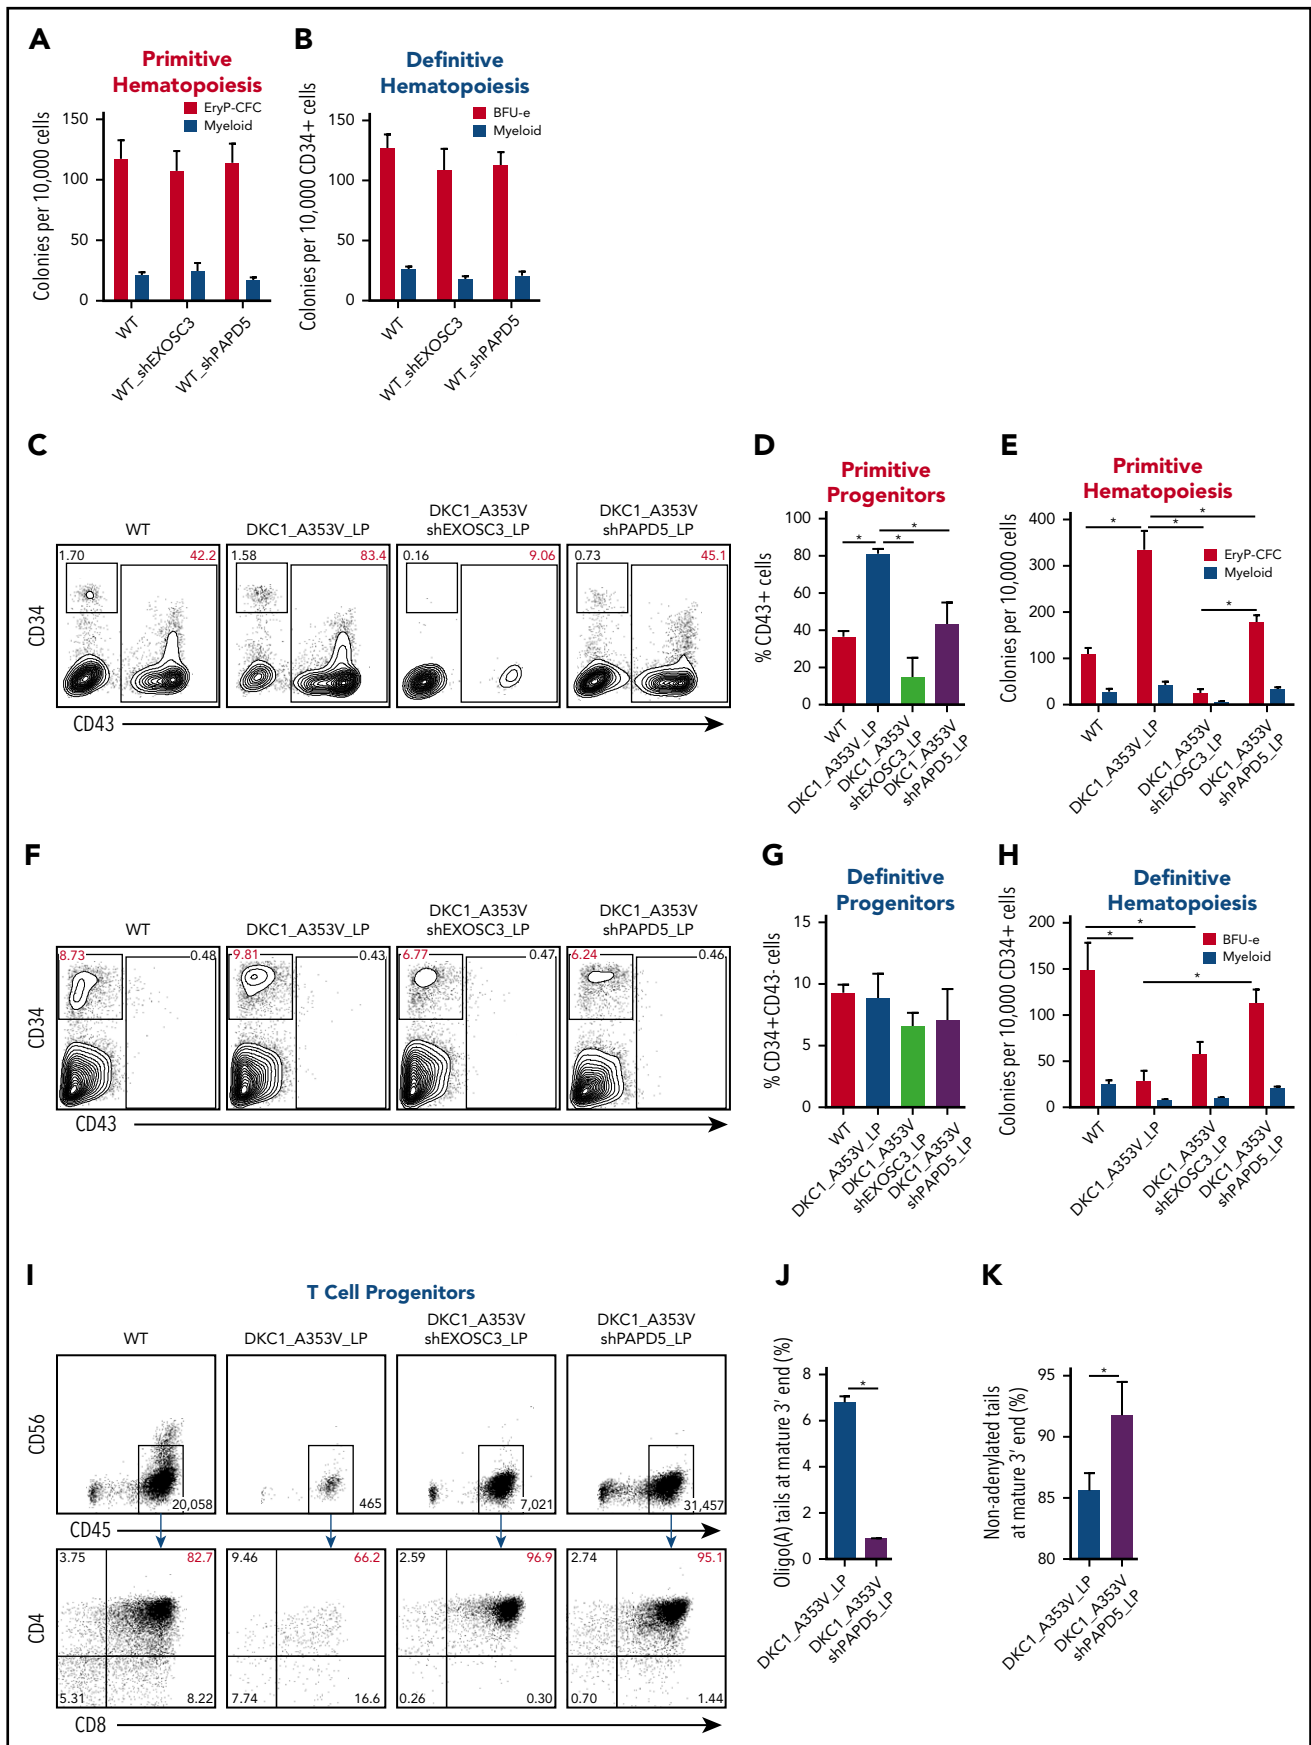 A
Primitive
Hematopoiesis
EryP-CFC
Myeloid
Colonies per 10,000 cells
150
100
50
0
WT
WT_shEXOSC3
WT_shPAPD5
B
Definitive
Hematopoiesis
BFU-e
Myeloid
Colonies per 10,000 CD34+ cells
150
100
50
0
WT
WT_shEXOSC3
WT_shPAPD5
C
WT
DKC1_A353V_LP
DKC1_A353V
shEXOSC3_LP
DKC1_A353V
shPAPD5_LP
1.70
42.2
1.58
83.4
0.16
9.06
0.73
45.1
CD34
CD43
D
Primitive
Progenitors
% CD43+ cells
100
80
60
40
20
0
* * *
WT
DKC1_A353V_LP
DKC1_A353V
shEXOSC3_LP
DKC1_A353V
shPAPD5_LP
E
Primitive
Hematopoiesis
Colonies per 10,000 cells
400
300
200
100
0
* * * *
EryP-CFC
Myeloid
WT
DKC1_A353V_LP
DKC1_A353V
shEXOSC3_LP
DKC1_A353V
shPAPD5_LP
F
WT
DKC1_A353V_LP
DKC1_A353V
shEXOSC3_LP
DKC1_A353V
shPAPD5_LP
8.73
0.48
9.81
0.43
6.77
0.47
6.24
0.46
CD34
CD43
G
Definitive
Progenitors
% CD34+CD43- cells
15
10
5
0
WT
DKC1_A353V_LP
DKC1_A353V
shEXOSC3_LP
DKC1_A353V
shPAPD5_LP
H
Definitive
Hematopoiesis
Colonies per 10,000 CD34+ cells
200
150
100
50
0
* * *
BFU-e
Myeloid
WT
DKC1_A353V_LP
DKC1_A353V
shEXOSC3_LP
DKC1_A353V
shPAPD5_LP
I
T Cell Progenitors
WT
DKC1_A353V_LP
DKC1_A353V
shEXOSC3_LP
DKC1_A353V
shPAPD5_LP
CD56
20,058
465
7,021
31,457
CD45
3.75
82.7
9.46
66.2
2.59
96.9
2.74
95.1
CD4
5.31
8.22
7.74
16.6
0.26
0.30
0.70
1.44
CD8
J
Oligo(A) tails at mature 3′ end (%)
8
6
4
2
0
*
DKC1_A353V_LP
DKC1_A353V
shPAPD5_LP
K
Non-adenylated tails
at mature 3′ end (%)
95
90
85
80
*
DKC1_A353V_LP
DKC1_A353V
shPAPD5_LP